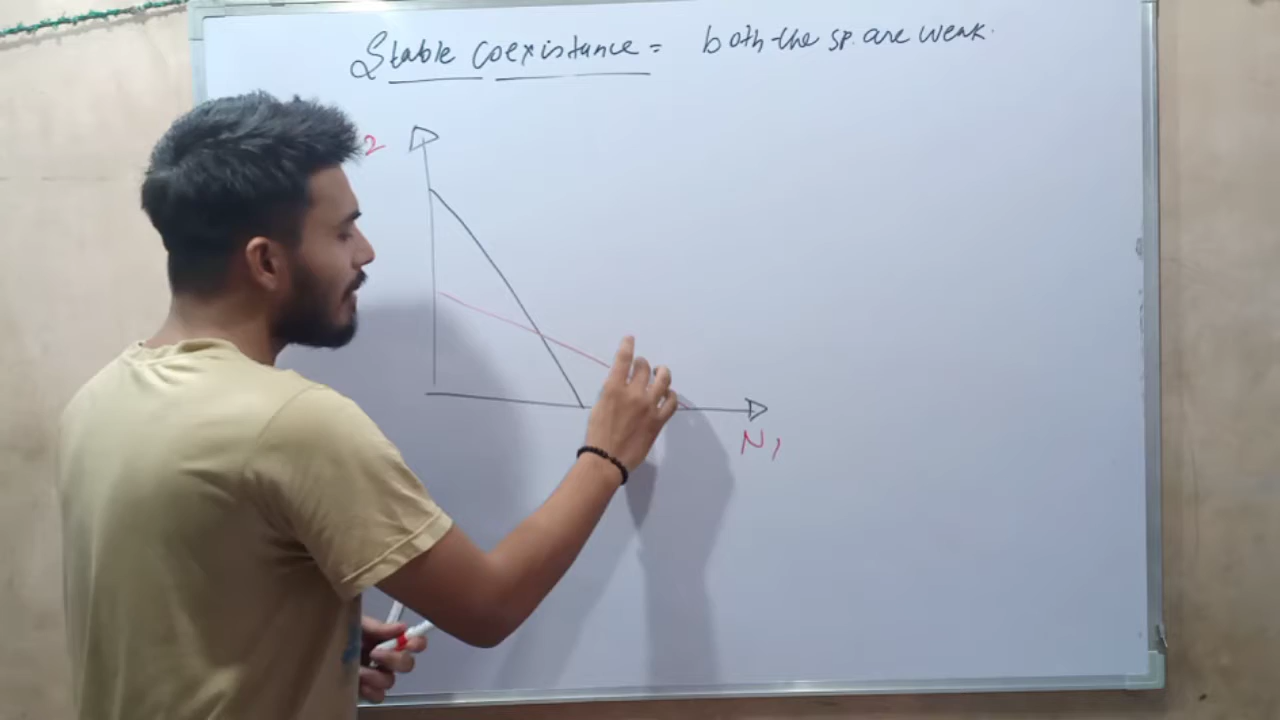 Stable Coexistance = both the sp. are weak.
2
N1